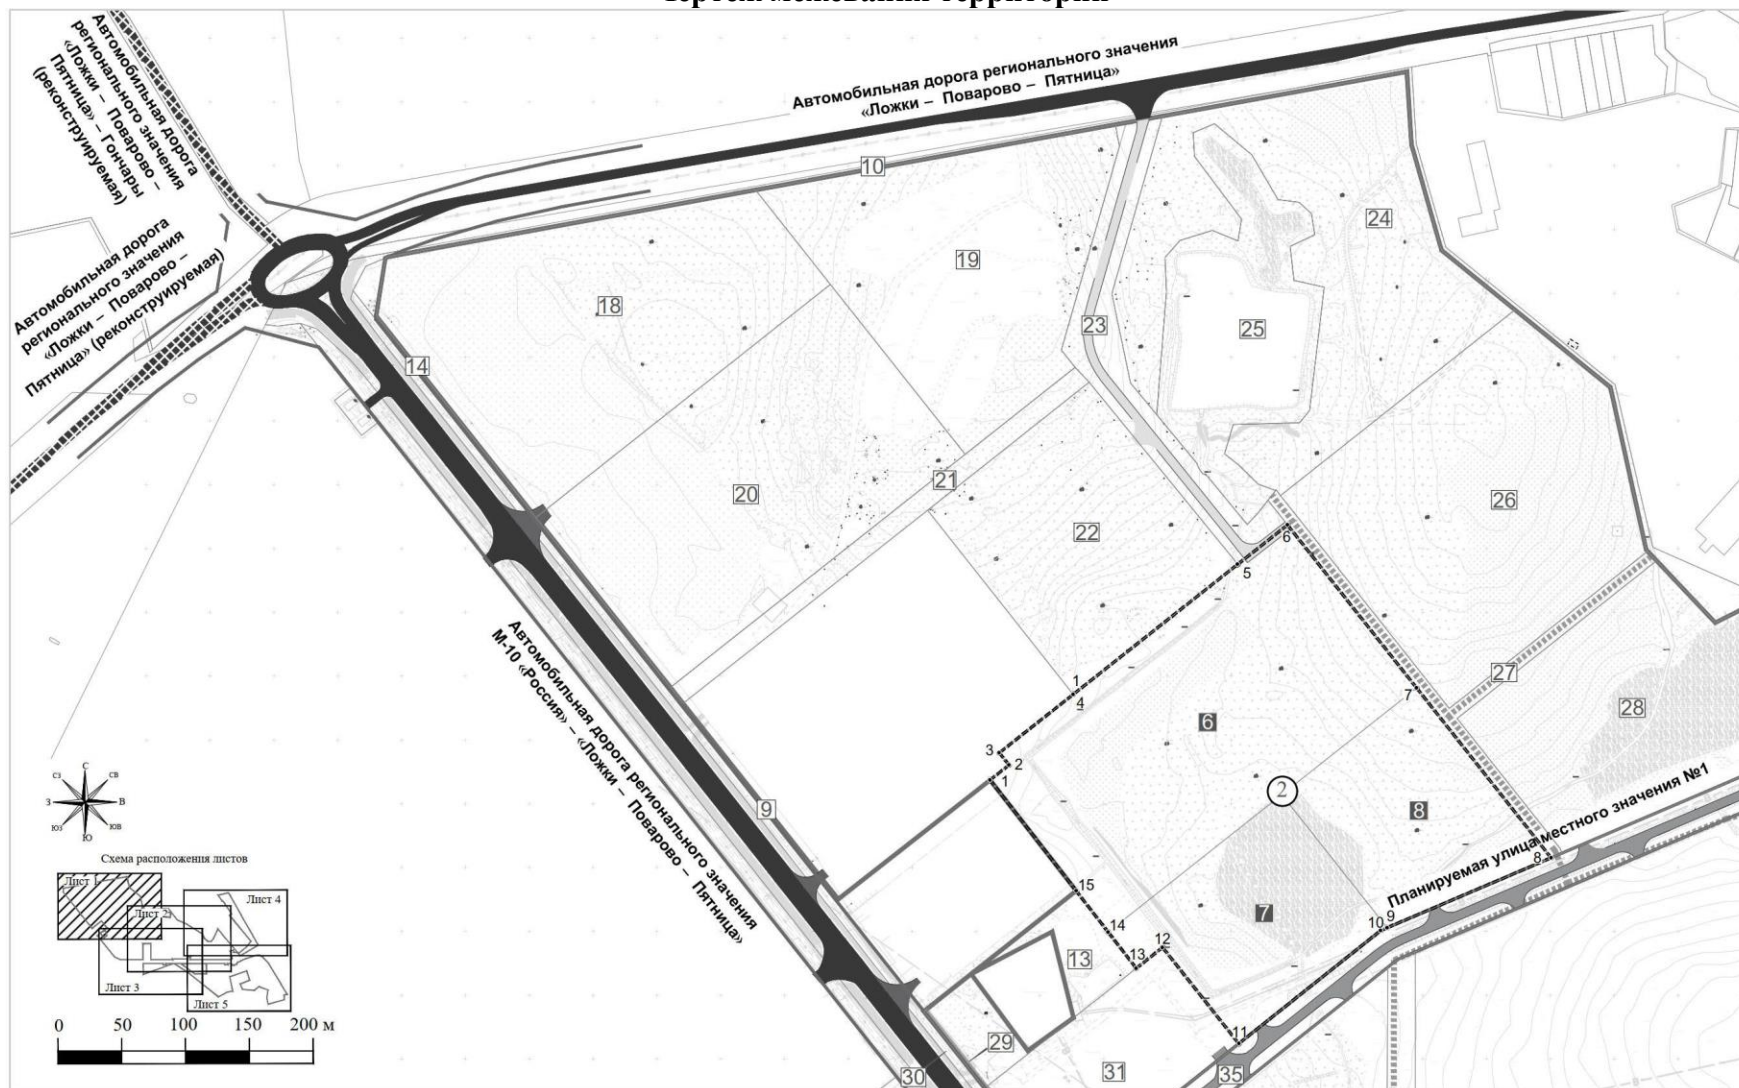 Чертеж межевания территории
Автомобильная дорога
регионального значения
«Ложки – Поварово –
Пятница» – Гончары
(реконструируемая)
Автомобильная дорога регионального значения
«Ложки – Поварово – Пятница»
Автомобильная дорога
регионального значения
«Ложки – Поварово –
Пятница» (реконструируемая)
10
24
19
18
23
25
14
20
21
22
26
6
5
1
4
7
27
28
3
2
1
6
2
8
9
Автомобильная дорога регионального значения
М-10 «Россия» – «Ложки – Поварово – Пятница»
Планируемая улица местного значения №1
8
15
7
10
9
14
12
13
13
11
29
30
31
35
С
СВ
В
ЮВ
Ю
ЮЗ
З
СЗ
Схема расположения листов
Лист 1
Лист 2
Лист 4
Лист 3
Лист 5
0 50 100 150 200 м